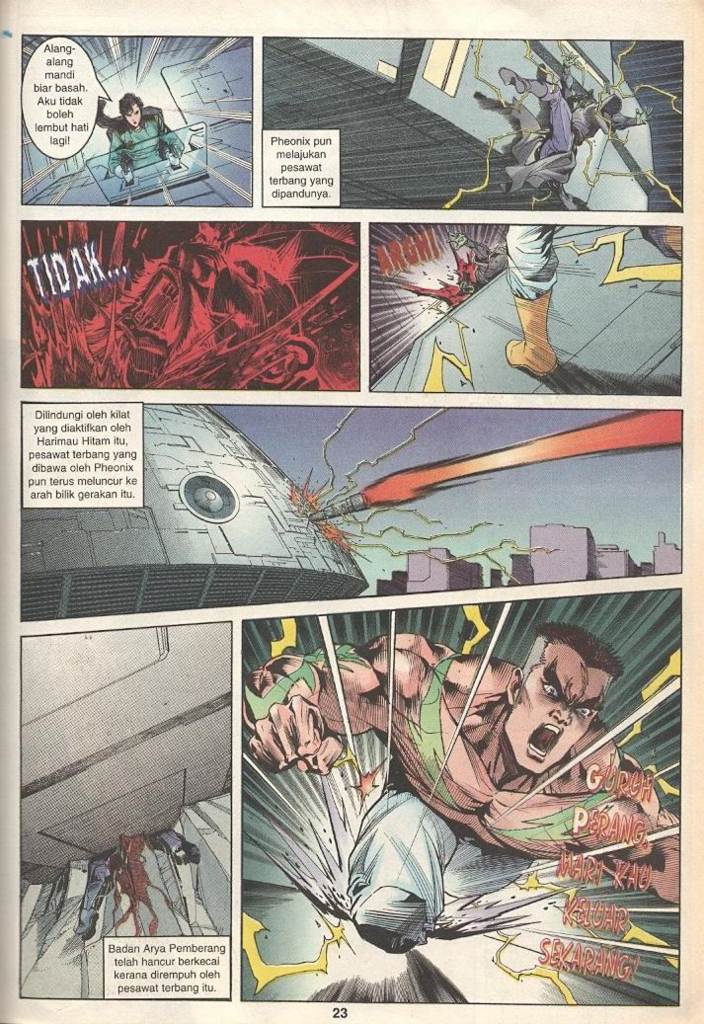 Alang-
alang
mandi
biar basah.
Aku tidak
boleh
lembut hati
lagi!
Pheonix pun
melajukan
pesawat
terbang yang
dipandunya.
TIDAK...
ARGH!
Dilindungi oleh kilat
yang diaktifkan oleh
Harimau Hitam itu,
pesawat terbang yang
dibawa oleh Pheonix
pun terus meluncur ke
arah bilik gerakan itu.
Badan Arya Pemberang
telah hancur berkecai
kerana dirempuh oleh
pesawat terbang itu.
GURUH
PERANG,
MARI KAU
KELUAR
SEKARANG!
23